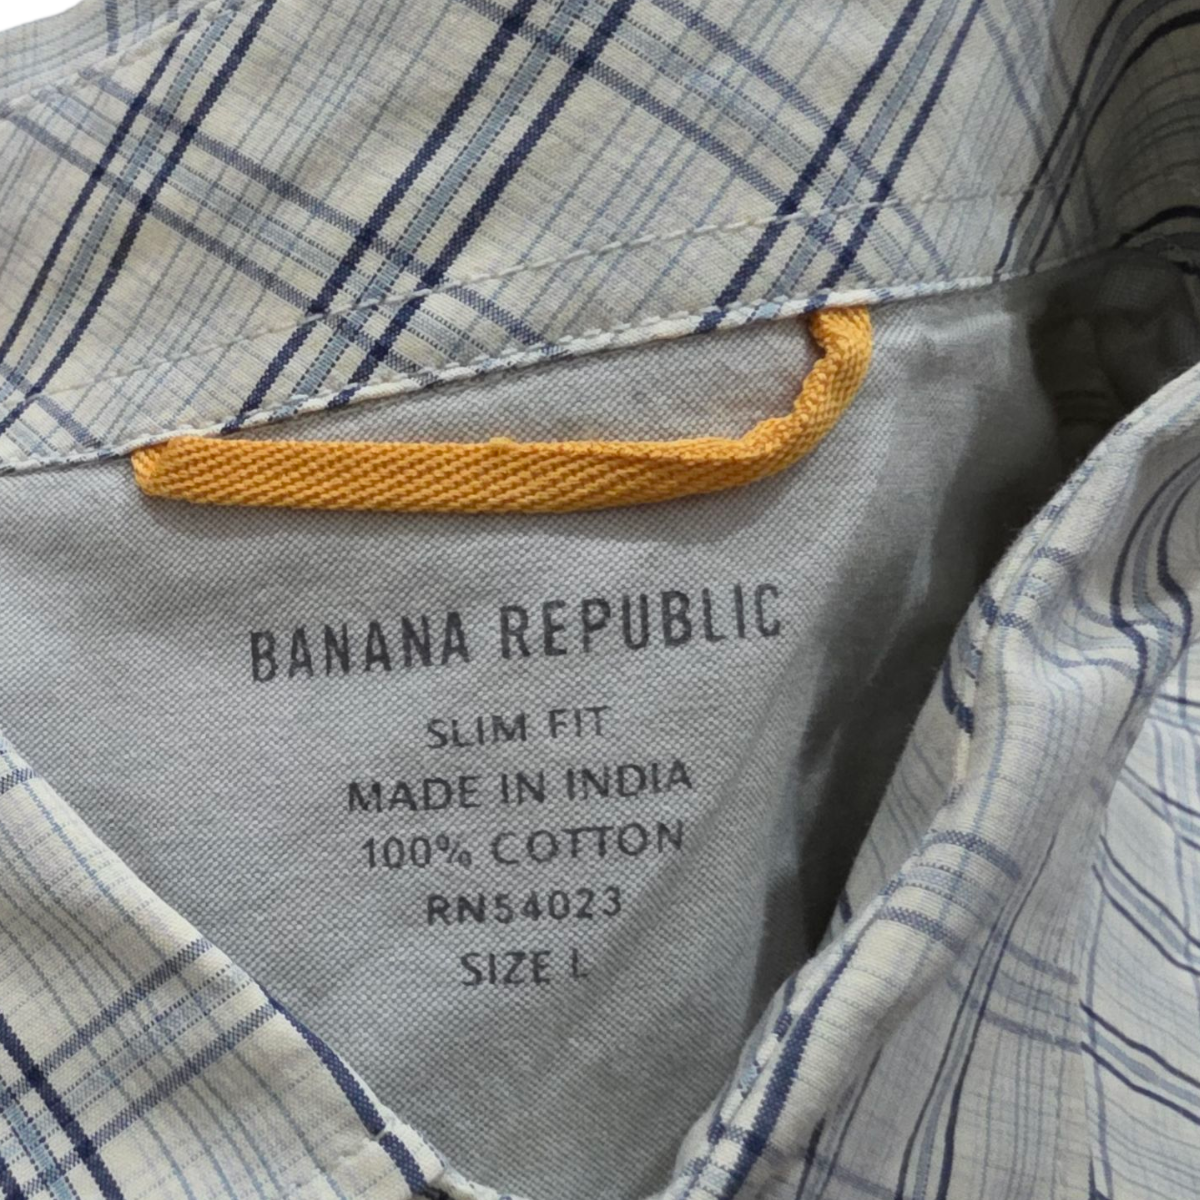 BANANA REPUBLIC
SLIM FIT
MADE IN INDIA
100% COTTON
RN54023
SIZE L